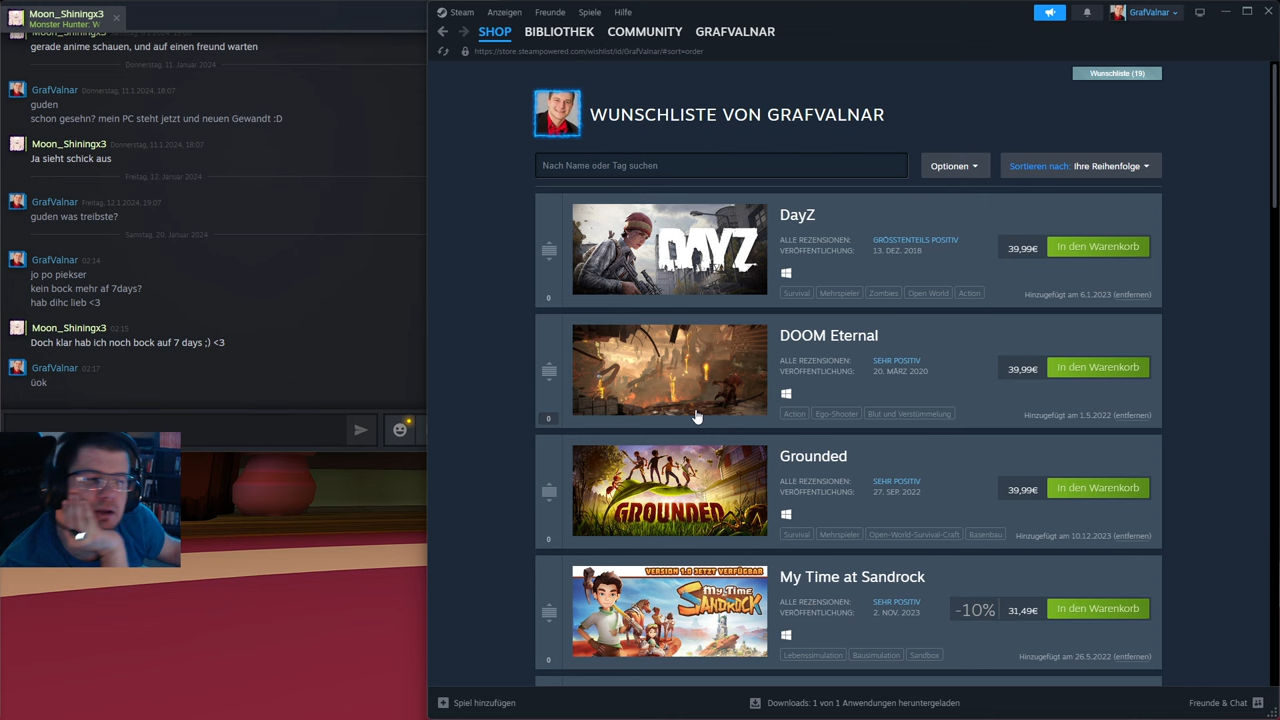 Moon_Shiningx3
Monster Hunter: W
gerade anime schauen, und auf einen freund warten
Donnerstag, 11. Januar 2024
GrafValnar Donnerstag, 11.1.2024, 18:07
guden
schon gesehn? mein PC steht jetzt und neuen Gewandt :D
Moon_Shiningx3 Donnerstag, 11.1.2024, 18:07
Ja sieht schick aus
Freitag, 12. Januar 2024
GrafValnar Freitag, 12.1.2024, 19:07
guden was treibste?
Samstag, 20. Januar 2024
GrafValnar 02:14
jo po piekser
kein bock mehr af 7days?
hab dihc lieb <3
Moon_Shiningx3 02:15
Doch klar hab ich noch bock auf 7 days ;) <3
GrafValnar 02:17
üok
Steam Anzeigen Freunde Spiele Hilfe
GrafValnar
SHOP BIBLIOTHEK COMMUNITY GRAFVALNAR
https://store.steampowered.com/wishlist/id/GrafValnar/#sort=order
Wunschliste (19)
WUNSCHLISTE VON GRAFVALNAR
Nach Name oder Tag suchen
Optionen
Sortieren nach: Ihre Reihenfolge
DAYZ
DayZ
ALLE REZENSIONEN: GRÖSSTENTEILS POSITIV
VERÖFFENTLICHUNG: 13. DEZ. 2018
39,99€ In den Warenkorb
0
Survival Mehrspieler Zombies Open World Action
Hinzugefügt am 6.1.2023 (entfernen)
DOOM Eternal
ALLE REZENSIONEN: SEHR POSITIV
VERÖFFENTLICHUNG: 20. MÄRZ 2020
39,99€ In den Warenkorb
0
Action Ego-Shooter Blut und Verstümmelung
Hinzugefügt am 1.5.2022 (entfernen)
GROUNDED
Grounded
ALLE REZENSIONEN: SEHR POSITIV
VERÖFFENTLICHUNG: 27. SEP. 2022
39,99€ In den Warenkorb
0
Survival Mehrspieler Open-World-Survival-Craft Basenbau
Hinzugefügt am 10.12.2023 (entfernen)
VERSION 1.0 JETZT VERFÜGBAR
My Time at SANDROCK
My Time at Sandrock
ALLE REZENSIONEN: SEHR POSITIV
VERÖFFENTLICHUNG: 2. NOV. 2023
-10% 31,49€ In den Warenkorb
0
Lebenssimulation Bausimulation Sandbox
Hinzugefügt am 26.5.2022 (entfernen)
Spiel hinzufügen
Downloads: 1 von 1 Anwendungen heruntergeladen
Freunde & Chat